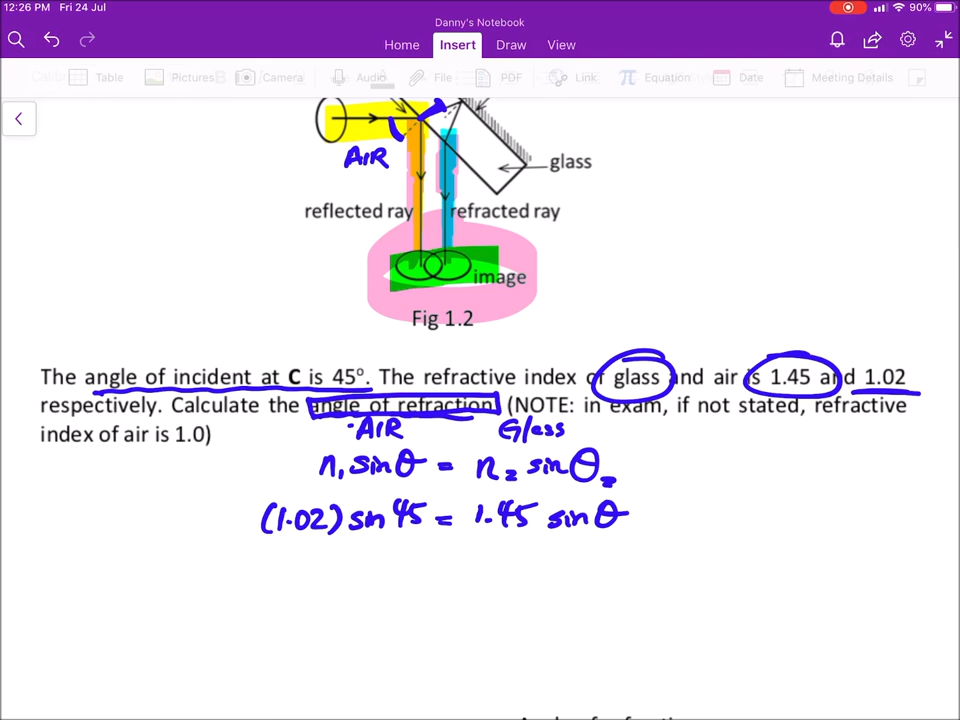 12:26 PM Fri 24 Jul 90%
Danny's Notebook
Home Insert Draw View
Table Pictures Camera Audio File PDF Link Equation Date Meeting Details
AIR
glass
reflected ray refracted ray
image
Fig 1.2
The angle of incident at C is 45°. The refractive index of glass and air is 1.45 and 1.02
respectively. Calculate the angle of refraction (NOTE: in exam, if not stated, refractive
index of air is 1.0)
AIR Glass
n₁ sinθ = n₂ sinθ₂
(1.02) sin 45 = 1.45 sin θ